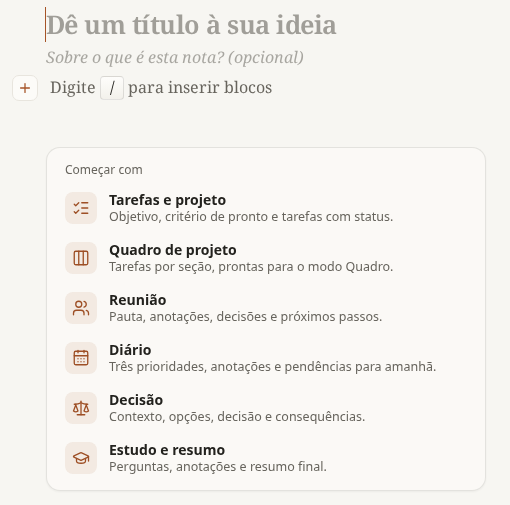 Dê um título à sua ideia
Sobre o que é esta nota? (opcional)
Digite / para inserir blocos
Começar com
Tarefas e projeto
Objetivo, critério de pronto e tarefas com status.
Quadro de projeto
Tarefas por seção, prontas para o modo Quadro.
Reunião
Pauta, anotações, decisões e próximos passos.
Diário
Três prioridades, anotações e pendências para amanhã.
Decisão
Contexto, opções, decisão e consequências.
Estudo e resumo
Perguntas, anotações e resumo final.